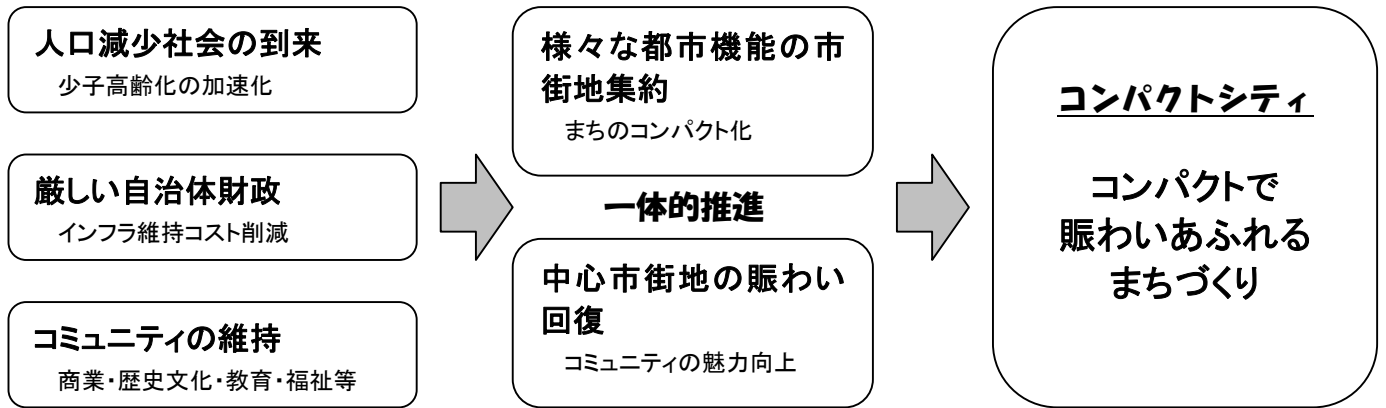 人口減少社会の到来
少子高齢化の加速化
厳しい自治体財政
インフラ維持コスト削減
コミュニティの維持
商業・歴史文化・教育・福祉等
様々な都市機能の市
街地集約
まちのコンパクト化
一体的推進
中心市街地の賑わい
回復
コミュニティの魅力向上
コンパクトシティ
コンパクトで
賑わいあふれる
まちづくり